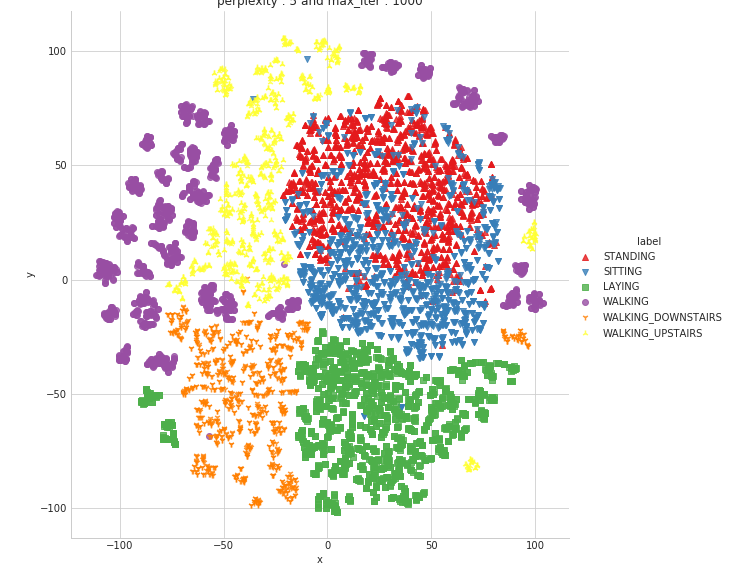 perplexity : 5 and max_iter : 1000
100
50
0
−50
−100
y
−100
−50
0
50
100
x
label
STANDING
SITTING
LAYING
WALKING
WALKING_DOWNSTAIRS
WALKING_UPSTAIRS